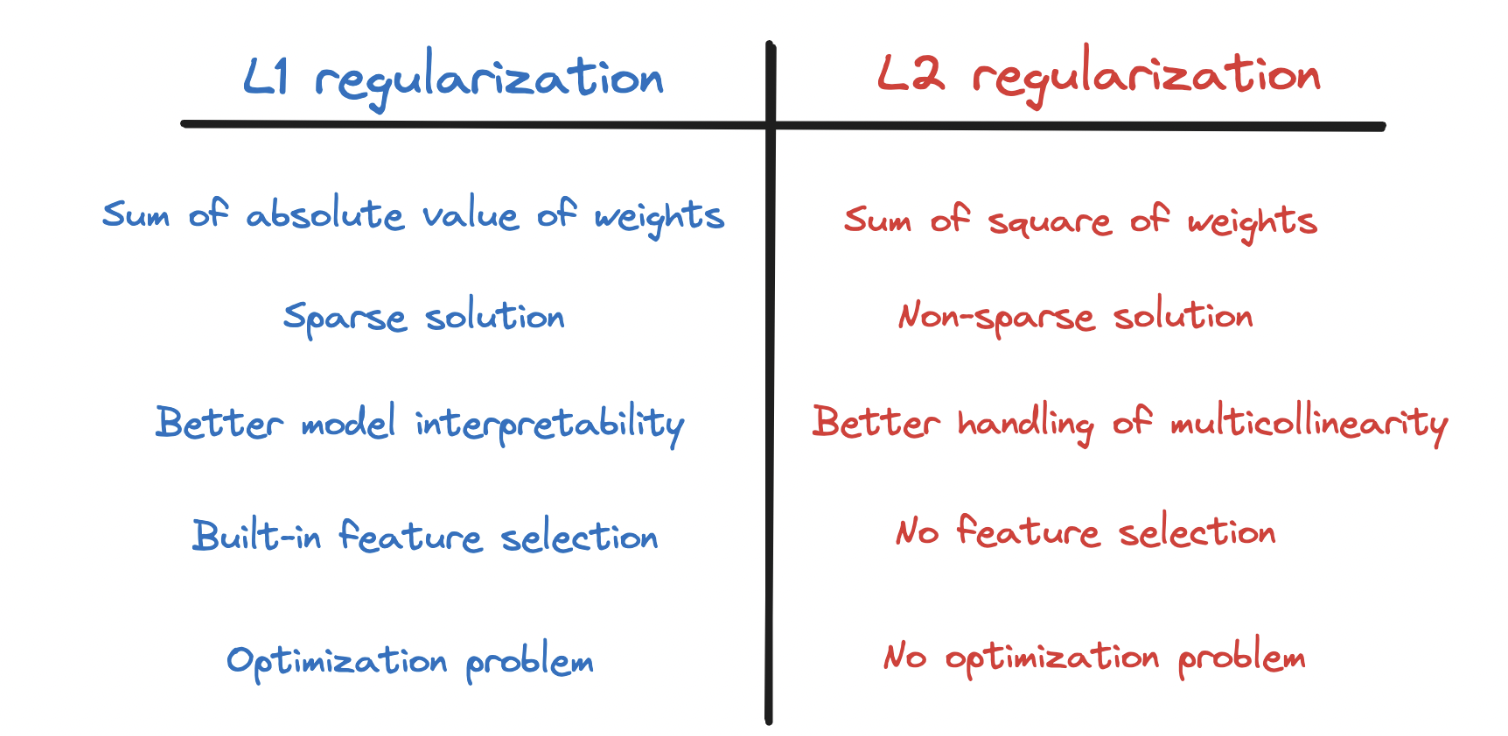 L1 regularization
L2 regularization
Sum of absolute value of weights
Sum of square of weights
Sparse solution
Non-sparse solution
Better model interpretability
Better handling of multicollinearity
Built-in feature selection
No feature selection
Optimization problem
No optimization problem